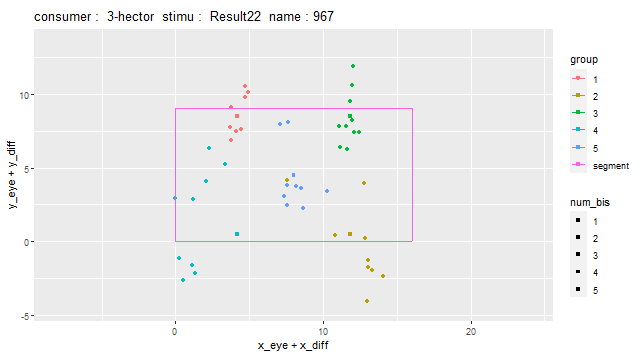 consumer : 3-hector stimu : Result22 name : 967
y_eye + y_diff
10
5
0
-5
0
10
20
x_eye + x_diff
group
1
2
3
4
5
segment
num_bis
1
2
3
4
5